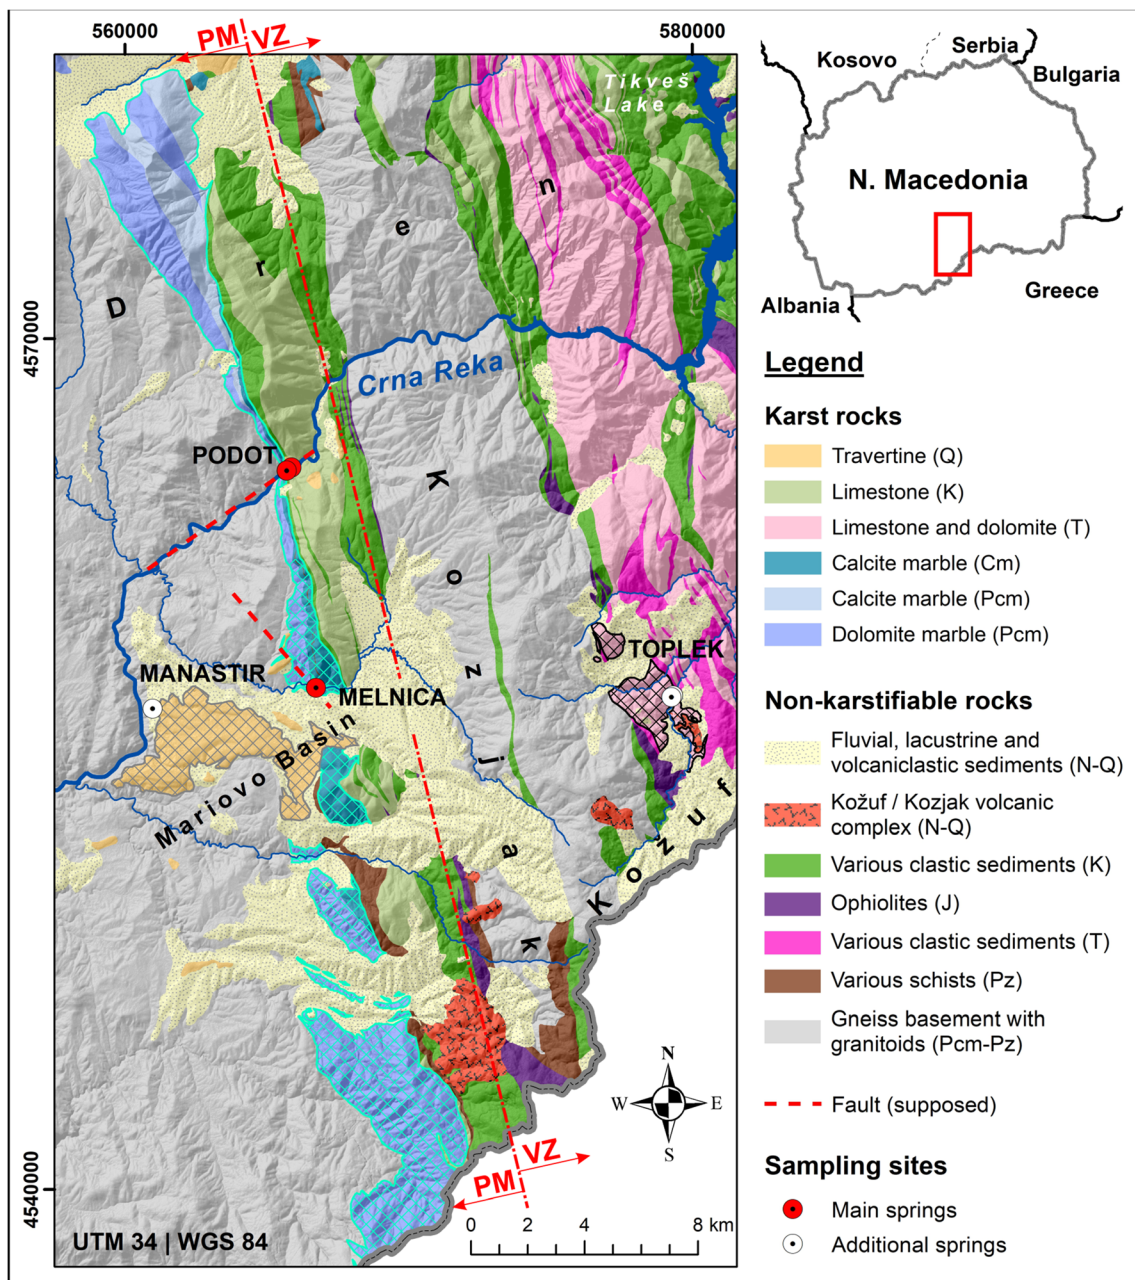 560000
580000
PM VZ
Tikveš
Lake
n
e
r
D
4570000
Crna Reka
PODOT
K
o
z
j
a
k
TOPLEK
MANASTIR
MELNICA
Mariovo Basin
Kozuf
4540000
VZ
PM
UTM 34 | WGS 84
0 2 4 8 km
N
W E
S
Kosovo
Serbia
Bulgaria
N. Macedonia
Albania
Greece
Legend
Karst rocks
Travertine (Q)
Limestone (K)
Limestone and dolomite (T)
Calcite marble (Cm)
Calcite marble (Pcm)
Dolomite marble (Pcm)
Non-karstifiable rocks
Fluvial, lacustrine and
volcaniclastic sediments (N-Q)
Kožuf / Kozjak volcanic
complex (N-Q)
Various clastic sediments (K)
Ophiolites (J)
Various clastic sediments (T)
Various schists (Pz)
Gneiss basement with
granitoids (Pcm-Pz)
Fault (supposed)
Sampling sites
Main springs
Additional springs